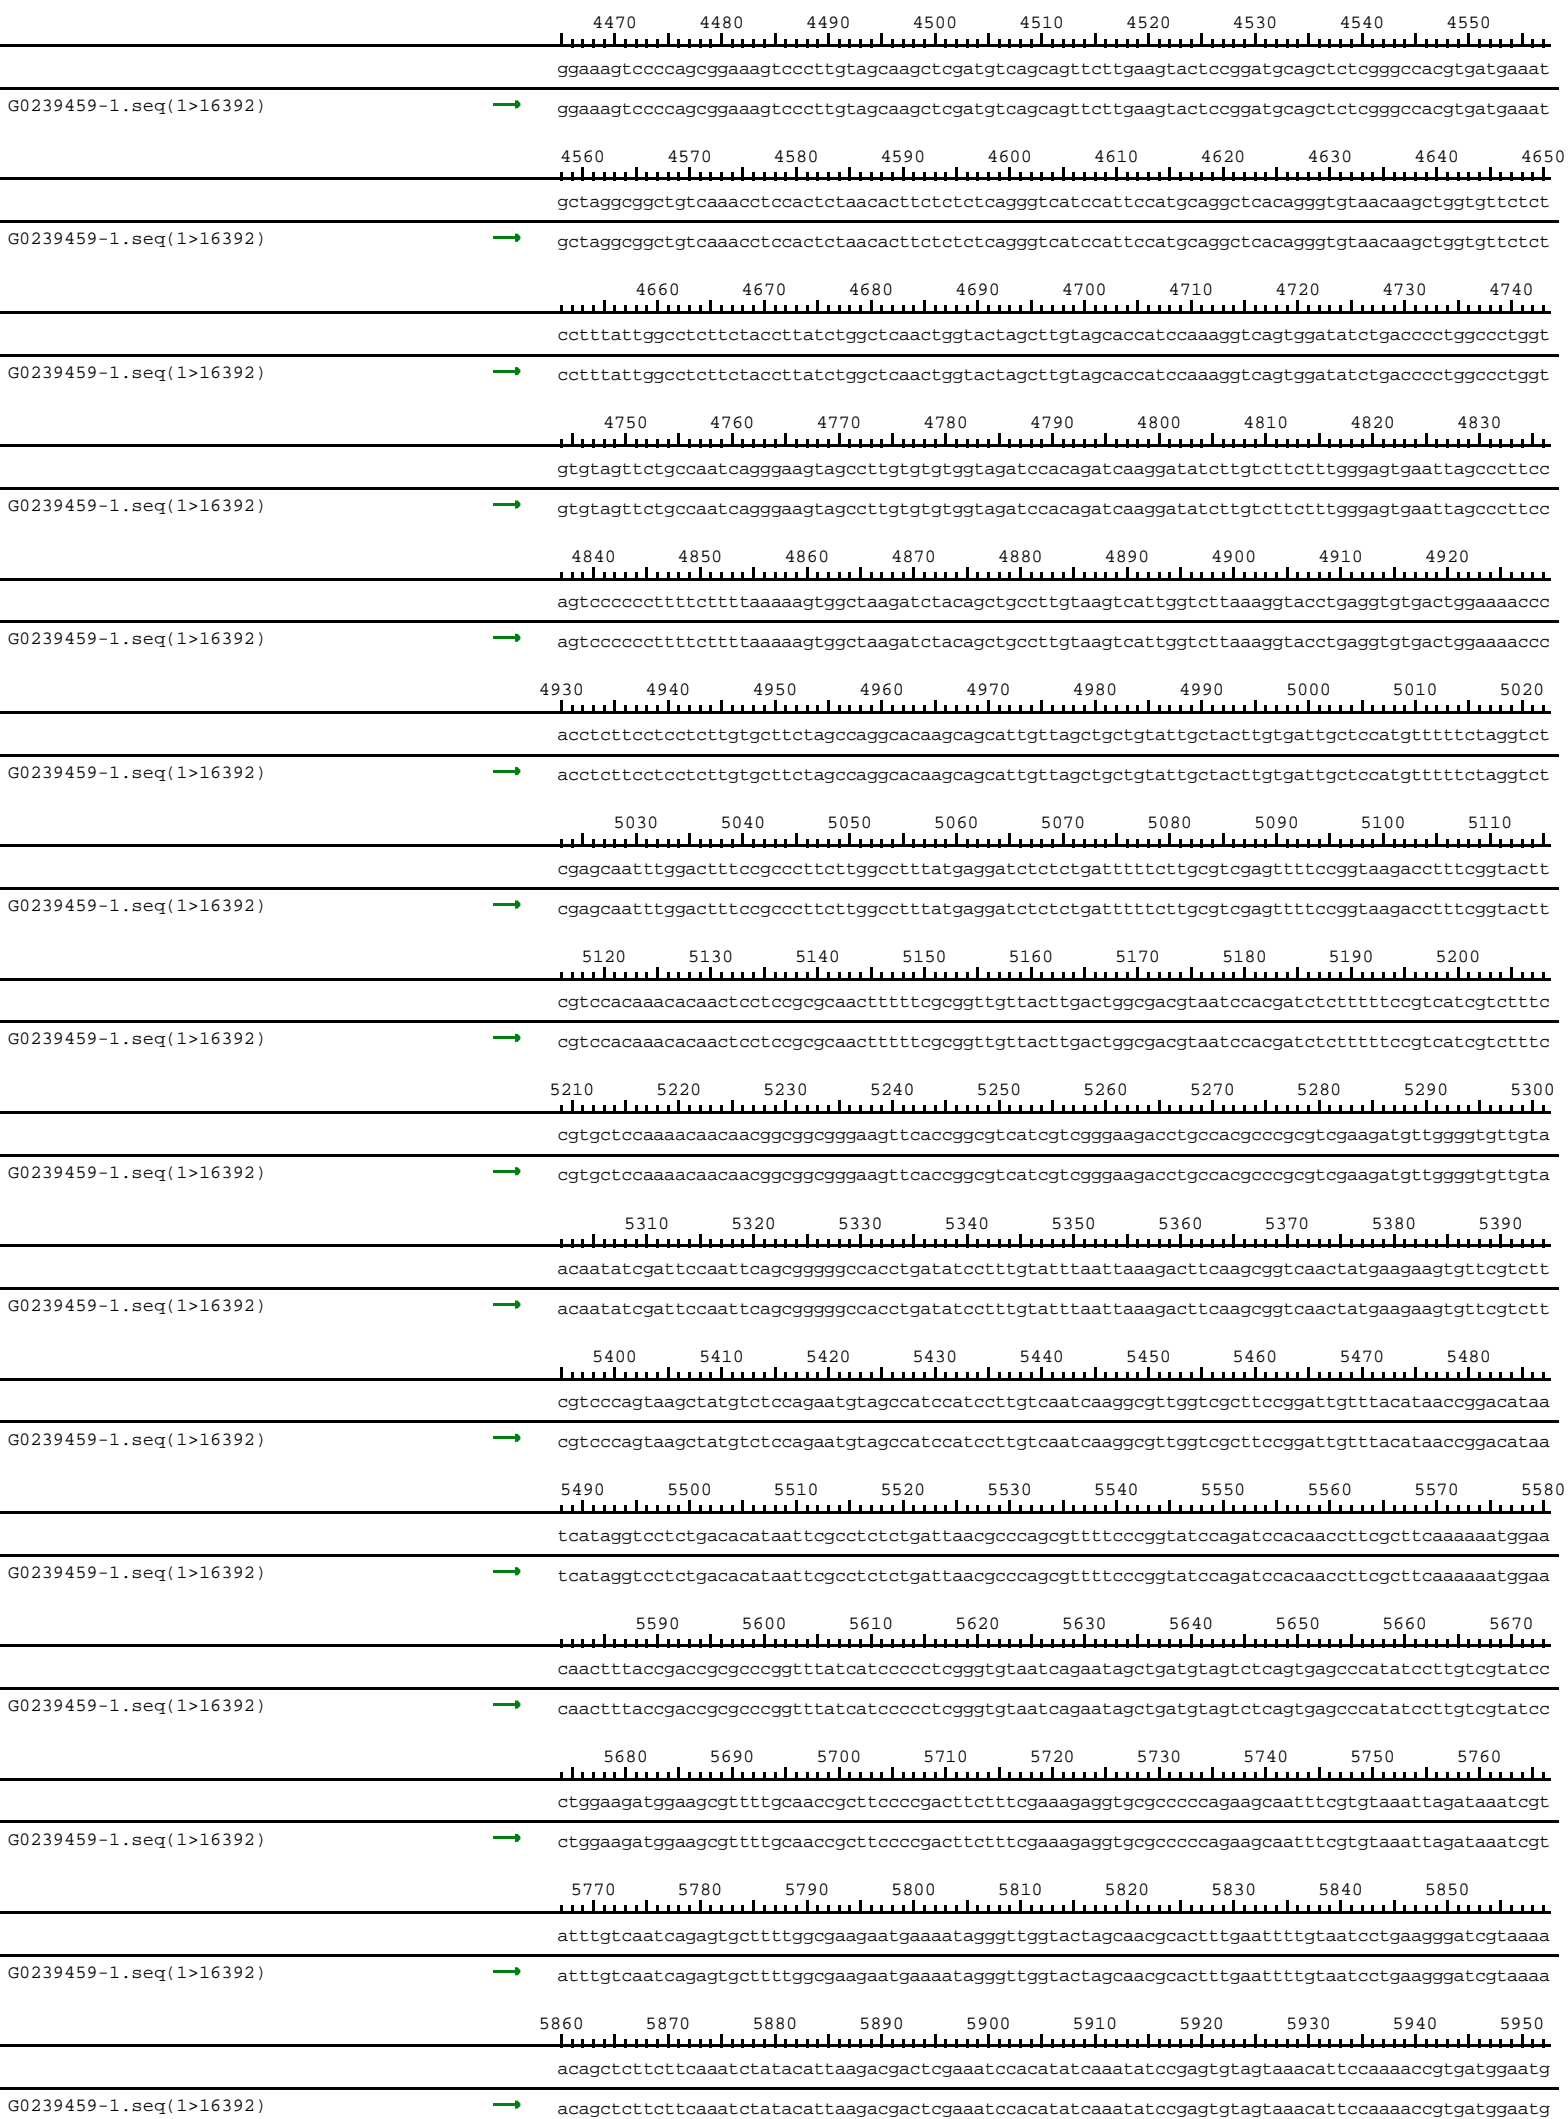 4470 4480 4490 4500 4510 4520 4530 4540 4550
ggaaagtccccagcggaaagtcccttgtagcaagctcgatgtcagcagttcttgaagtactccggatgcagctctcgggccacgtgatgaaat
G0239459-1.seq(1>16392) ggaaagtccccagcggaaagtcccttgtagcaagctcgatgtcagcagttcttgaagtactccggatgcagctctcgggccacgtgatgaaat
4560 4570 4580 4590 4600 4610 4620 4630 4640 4650
gctaggcggctgtcaaacctccactctaacacttctctctcagggtcatccattccatgcaggctcacagggtgtaacaagctggtgttctct
G0239459-1.seq(1>16392) gctaggcggctgtcaaacctccactctaacacttctctctcagggtcatccattccatgcaggctcacagggtgtaacaagctggtgttctct
4660 4670 4680 4690 4700 4710 4720 4730 4740
cctttattggcctcttctaccttatctggctcaactggtactagcttgtagcaccatccaaaggtcagtggatatctgacccctggccctggt
G0239459-1.seq(1>16392) cctttattggcctcttctaccttatctggctcaactggtactagcttgtagcaccatccaaaggtcagtggatatctgacccctggccctggt
4750 4760 4770 4780 4790 4800 4810 4820 4830
gtgtagttctgccaatcagggaagtagccttgtgtgtggtagatccacagatcaaggatatcttgtcttctttgggagtgaattagcccttcc
G0239459-1.seq(1>16392) gtgtagttctgccaatcagggaagtagccttgtgtgtggtagatccacagatcaaggatatcttgtcttctttgggagtgaattagcccttcc
4840 4850 4860 4870 4880 4890 4900 4910 4920
agtcccccccttttcttttaaaaagtggctaagatctacagctgccttgtaagtcattggtcttaaaggtacctgaggtgtgactggaaaaccc
G0239459-1.seq(1>16392) agtcccccccttttcttttaaaaagtggctaagatctacagctgccttgtaagtcattggtcttaaaggtacctgaggtgtgactggaaaaccc
4930 4940 4950 4960 4970 4980 4990 5000 5010 5020
acctcttcctcctcttgtgcttctagccaggcacaagcagcattgttagctgctgtattgctacttgtgattgctccatgtttttctaggtct
G0239459-1.seq(1>16392) acctcttcctcctcttgtgcttctagccaggcacaagcagcattgttagctgctgtattgctacttgtgattgctccatgtttttctaggtct
5030 5040 5050 5060 5070 5080 5090 5100 5110
cgagcaatttggactttccgcccttcttggcctttatgaggatctctctgatttttcttgcgtcgagttttccggtaagacctttcggtactt
G0239459-1.seq(1>16392) cgagcaatttggactttccgcccttcttggcctttatgaggatctctctgatttttcttgcgtcgagttttccggtaagacctttcggtactt
5120 5130 5140 5150 5160 5170 5180 5190 5200
cgtccacaaacacaactcctccgcgcaactttttcgcggttgttacttgactggcgacgtaatccacgatctctttttccgtcatcgtctttc
G0239459-1.seq(1>16392) cgtccacaaacacaactcctccgcgcaactttttcgcggttgttacttgactggcgacgtaatccacgatctctttttccgtcatcgtctttc
5210 5220 5230 5240 5250 5260 5270 5280 5290 5300
cgtgctccaaaacaacaacggcggcgggaagttcaccggcgtcatcgtcgggaagacctgccacgcccgcgtcgaagatgttggggtgttgta
G0239459-1.seq(1>16392) cgtgctccaaaacaacaacggcggcgggaagttcaccggcgtcatcgtcgggaagacctgccacgcccgcgtcgaagatgttggggtgttgta
5310 5320 5330 5340 5350 5360 5370 5380 5390
acaatatcgattccaattcagcgggggccacctgatatcctttgtatttaattaaagacttcaagcggtcaactatgaagaagtgttcgtctt
G0239459-1.seq(1>16392) acaatatcgattccaattcagcgggggccacctgatatcctttgtatttaattaaagacttcaagcggtcaactatgaagaagtgttcgtctt
5400 5410 5420 5430 5440 5450 5460 5470 5480
cgtcccagtaagctatgtctccagaatgtagccatccatccttgtcaatcaaggcgttggtcgcttccggattgtttacataaccggacataa
G0239459-1.seq(1>16392) cgtcccagtaagctatgtctccagaatgtagccatccatccttgtcaatcaaggcgttggtcgcttccggattgtttacataaccggacataa
5490 5500 5510 5520 5530 5540 5550 5560 5570 5580
tcataggtcctctgacacataattcgcctctctgattaacgcccagcgttttcccggtatccagatccacaaccttcgcttcaaaaaatggaa
G0239459-1.seq(1>16392) tcataggtcctctgacacataattcgcctctctgattaacgcccagcgttttcccggtatccagatccacaaccttcgcttcaaaaaatggaa
5590 5600 5610 5620 5630 5640 5650 5660 5670
caactttaccgaccgcgcccggtttatcatccccctcgggtgtaatcagaatagctgatgtagtctcagtgagcccatatccttgtcgtatcc
G0239459-1.seq(1>16392) caactttaccgaccgcgcccggtttatcatccccctcgggtgtaatcagaatagctgatgtagtctcagtgagcccatatccttgtcgtatcc
5680 5690 5700 5710 5720 5730 5740 5750 5760
ctggaagatggaagcgttttgcaaccgcttccccgacttctttcgaaagaggtgcgcccccagaagcaatttcgtgtaaattagataaatcgt
G0239459-1.seq(1>16392) ctggaagatggaagcgttttgcaaccgcttccccgacttctttcgaaagaggtgcgcccccagaagcaatttcgtgtaaattagataaatcgt
5770 5780 5790 5800 5810 5820 5830 5840 5850
atttgtcaatcagagtgcttttggcgaagaatgaaaatagggttggtactagcaacgcactttgaattttgtaatcctgaagggatcgtaaaa
G0239459-1.seq(1>16392) atttgtcaatcagagtgcttttggcgaagaatgaaaatagggttggtactagcaacgcactttgaattttgtaatcctgaagggatcgtaaaa
5860 5870 5880 5890 5900 5910 5920 5930 5940 5950
acagctcttcttcaaatctatacattaagacgactcgaaatccacatatcaaatatccgagtgtagtaaacattccaaaaccgtgatggaatg
G0239459-1.seq(1>16392) acagctcttcttcaaatctatacattaagacgactcgaaatccacatatcaaatatccgagtgtagtaaacattccaaaaccgtgatggaatg